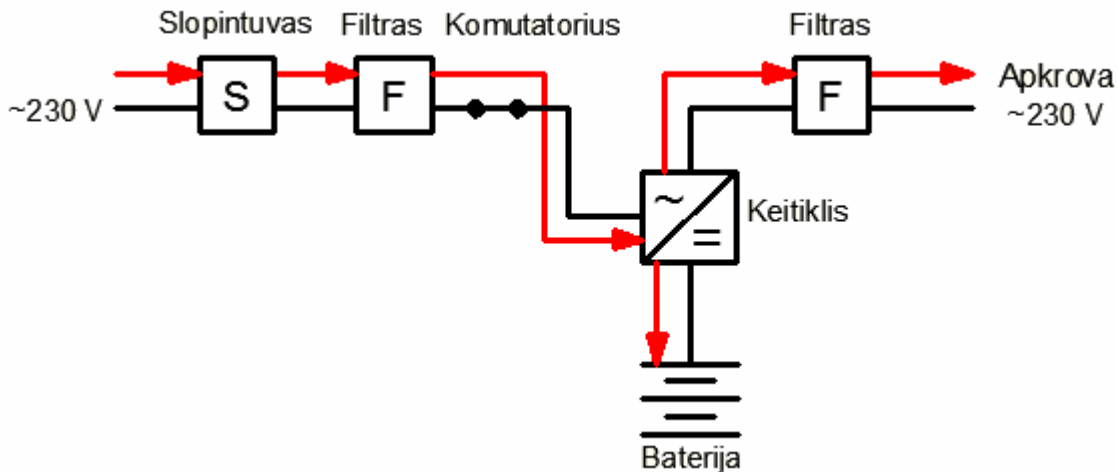 Slopintuvas
Filtras
Komutatorius
Filtras
~230 V
S
F
F
Apkrova
~230 V
~
=
Keitiklis
Baterija